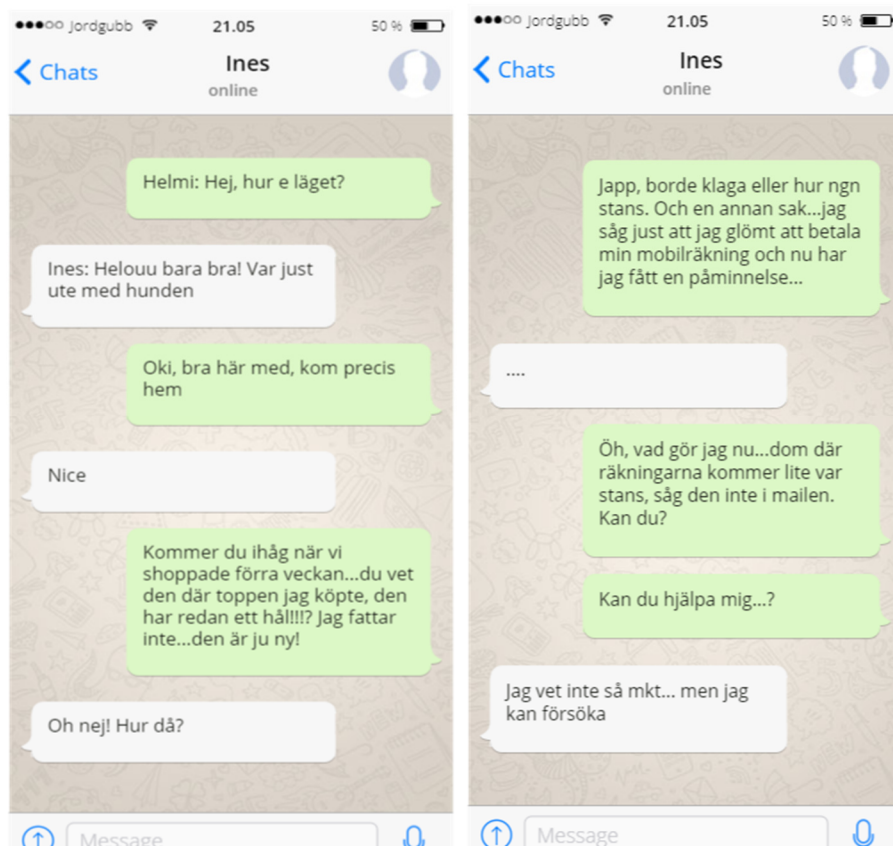 Jordgubb 21.05 50 %
Chats Ines
online
Helmi: Hej, hur e läget?
Ines: Helouu bara bra! Var just
ute med hunden
Oki, bra här med, kom precis
hem
Nice
Kommer du ihåg när vi
shoppade förra veckan...du vet
den där toppen jag köpte, den
har redan ett hål!!!? Jag fattar
inte...den är ju ny!
Oh nej! Hur då?
Message
Jordgubb 21.05 50 %
Chats Ines
online
Japp, borde klaga eller hur ngn
stans. Och en annan sak...jag
såg just att jag glömt att betala
min mobilräkning och nu har
jag fått en påminnelse...
....
Öh, vad gör jag nu...dom där
räkningarna kommer lite var
stans, såg den inte i mailen.
Kan du?
Kan du hjälpa mig...?
Jag vet inte så mkt... men jag
kan försöka
Message